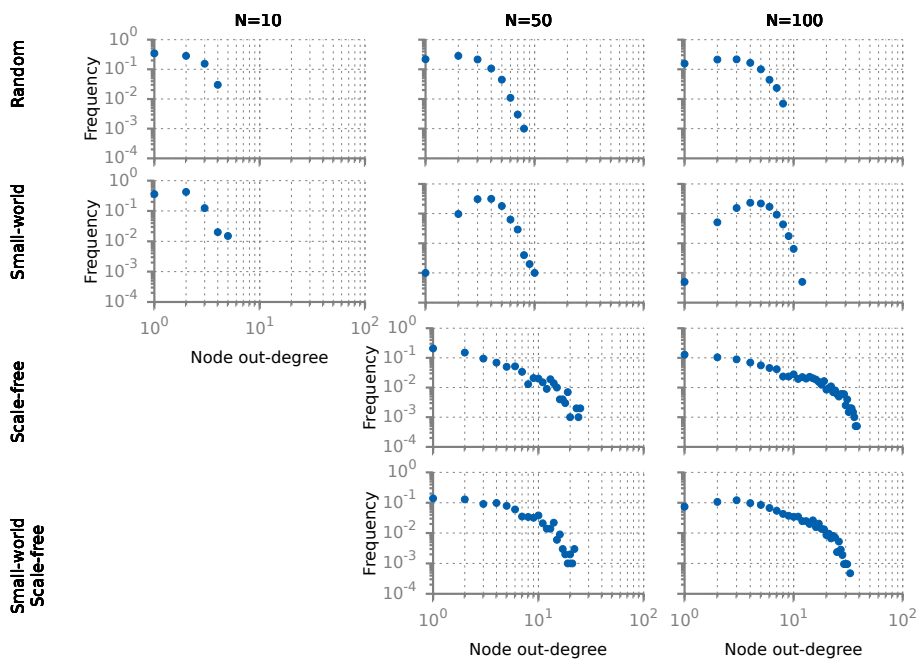 N=10 N=50 N=100
Random
Frequency
10^0
10^-1
10^-2
10^-3
10^-4
Small-world
Frequency
10^0
10^-1
10^-2
10^-3
10^-4
10^0 10^1 10^2
Node out-degree
Scale-free
Frequency
10^0
10^-1
10^-2
10^-3
10^-4
Small-world
Scale-free
Frequency
10^0
10^-1
10^-2
10^-3
10^-4
10^0 10^1 10^2 10^0 10^1 10^2
Node out-degree Node out-degree